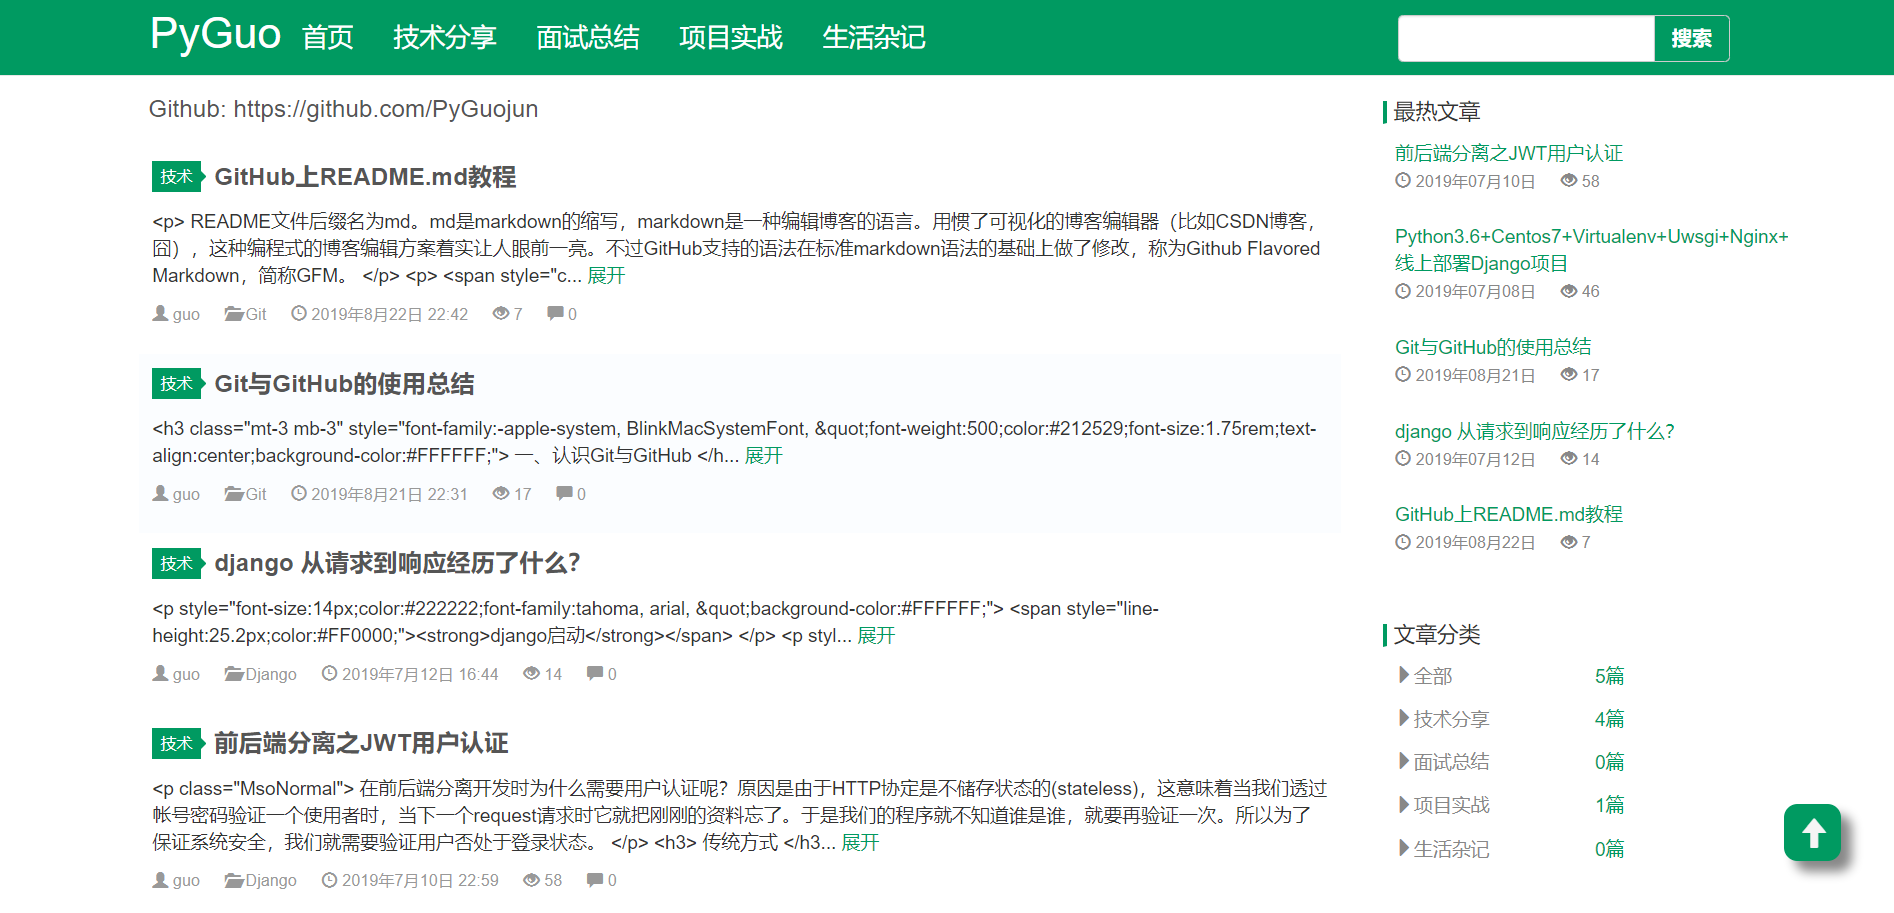 PyGuo 首页 技术分享 面试总结 项目实战 生活杂记 搜索
Github: https://github.com/PyGuojun
技术 GitHub上README.md教程
<p> README文件后缀名为md。md是markdown的缩写，markdown是一种编辑博客的语言。用惯了可视化的博客编辑器（比如CSDN博客，
囧），这种编程式的博客编辑方案着实让人眼前一亮。不过GitHub支持的语法在标准markdown语法的基础上做了修改，称为Github Flavored
Markdown，简称GFM。 </p> <p> <span style="c... 展开
guo Git 2019年8月22日 22:42 7 0
技术 Git与GitHub的使用总结
<h3 class="mt-3 mb-3" style="font-family:-apple-system, BlinkMacSystemFont, &quot;font-weight:500;color:#212529;font-size:1.75rem;text-
align:center;background-color:#FFFFFF;"> 一、认识Git与GitHub </h... 展开
guo Git 2019年8月21日 22:31 17 0
技术 django 从请求到响应经历了什么？
<p style="font-size:14px;color:#222222;font-family:tahoma, arial, &quot;background-color:#FFFFFF;"> <span style="line-
height:25.2px;color:#FF0000;"><strong>django启动</strong></span> </p> <p styl... 展开
guo Django 2019年7月12日 16:44 14 0
技术 前后端分离之JWT用户认证
<p class="MsoNormal"> 在前后端分离开发时为什么需要用户认证呢？原因是由于HTTP协定是不储存状态的(stateless)，这意味着当我们透过
帐号密码验证一个使用者时，当下一个request请求时它就把刚刚的资料忘了。于是我们的程序就不知道谁是谁，就要再验证一次。所以为了
保证系统安全，我们就需要验证用户否处于登录状态。 </p> <h3> 传统方式 </h3... 展开
guo Django 2019年7月10日 22:59 58 0
最热文章
前后端分离之JWT用户认证
2019年07月10日 58
Python3.6+Centos7+Virtualenv+Uwsgi+Nginx+
线上部署Django项目
2019年07月08日 46
Git与GitHub的使用总结
2019年08月21日 17
django 从请求到响应经历了什么？
2019年07月12日 14
GitHub上README.md教程
2019年08月22日 7
文章分类
全部 5篇
技术分享 4篇
面试总结 0篇
项目实战 1篇
生活杂记 0篇